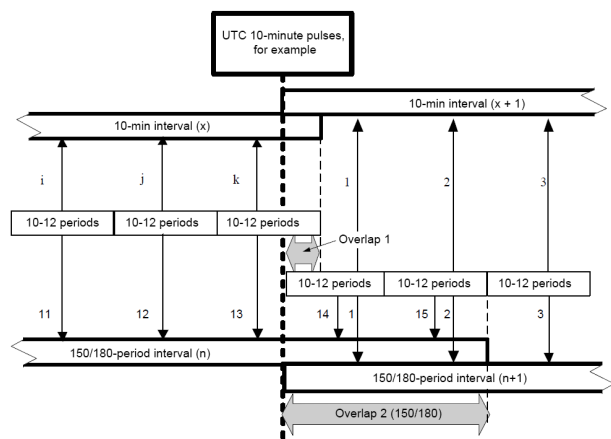 UTC 10-minute pulses,
for example
10-min interval (x + 1)
10-min interval (x)
i
j
k
1
2
3
10-12 periods
10-12 periods
10-12 periods
Overlap 1
10-12 periods
10-12 periods
10-12 periods
11
12
13
14
1
15
2
3
150/180-period interval (n)
150/180-period interval (n+1)
Overlap 2 (150/180)